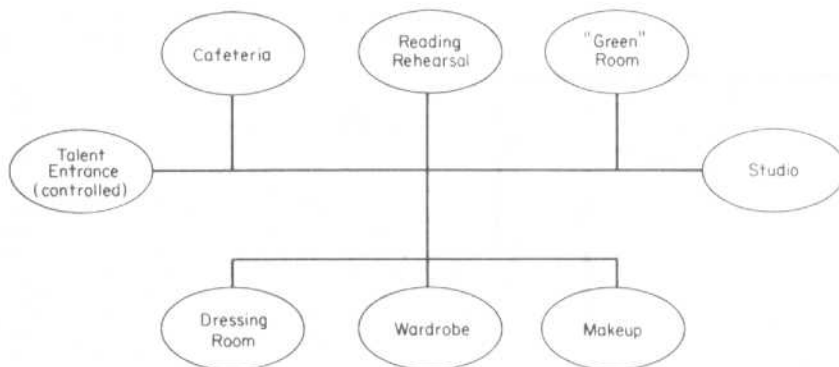 Cafeteria
Reading
Rehearsal
"Green"
Room
Talent
Entrance
(controlled)
Studio
Dressing
Room
Wardrobe
Makeup